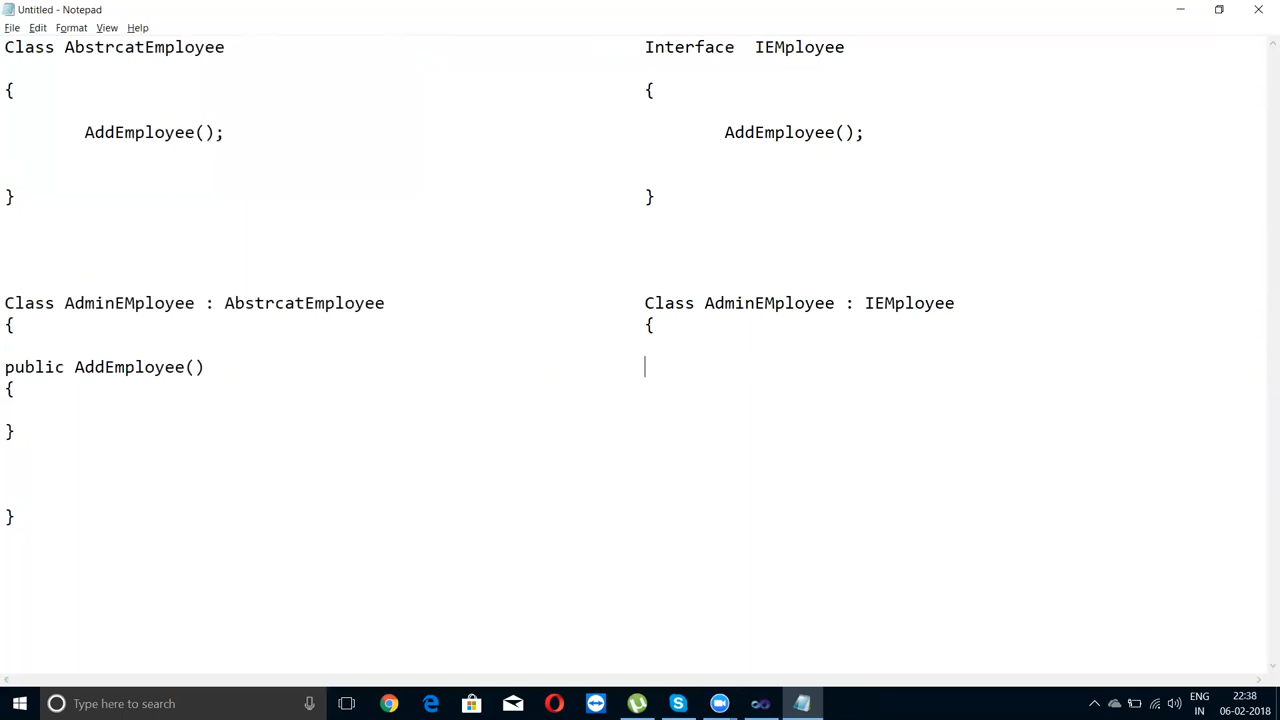 Untitled - Notepad
File Edit Format View Help
Class AbstrcatEmployee Interface IEMployee
{ {
AddEmployee(); AddEmployee();
} }
Class AdminEMployee : AbstrcatEmployee Class AdminEMployee : IEMployee
{ {
public AddEmployee()
{
}
}
Type here to search
ENG 22:38
IN 06-02-2018